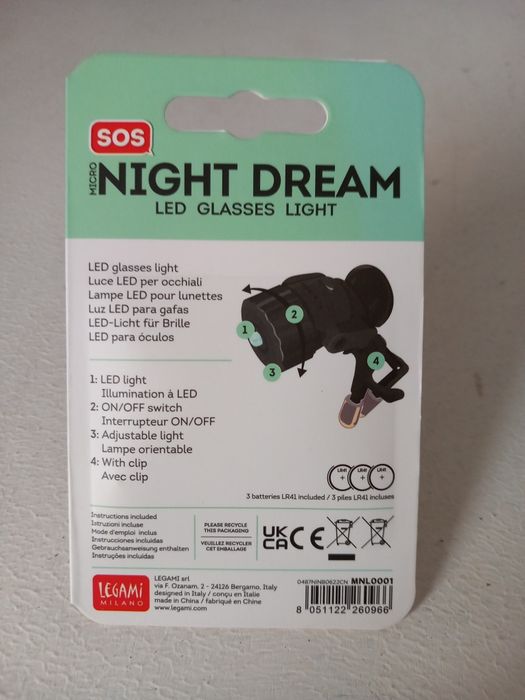 SOS
MICRO
NIGHT DREAM
LED GLASSES LIGHT
LED glasses light
Luce LED per occhiali
Lampe LED pour lunettes
Luz LED para gafas
LED-Licht für Brille
LED para óculos
1
2
3
4
1: LED light
Illumination à LED
2: ON/OFF switch
Interrupteur ON/OFF
3: Adjustable light
Lampe orientable
4: With clip
Avec clip
LR41 LR41 LR41
+ + +
3 batteries LR41 included / 3 piles LR41 incluses
Instructions included
Istruzioni incluse
Mode d'emploi inclus
Instrucciones incluidas
Gebrauchsanweisung enthalten
Instruções incluídas
PLEASE RECYCLE
THIS PACKAGING
VEUILLEZ RECYCLER
CET EMBALLAGE
UK
CA
CE
LEGAMI
MILANO
LEGAMI srl
via F. Ozanam, 2 - 24126 Bergamo, Italy
designed in Italy / conçu en Italie
made in China / fabriqué en Chine
www.legami.com
0487NINB0622CN MNL0001
8 051122 260966